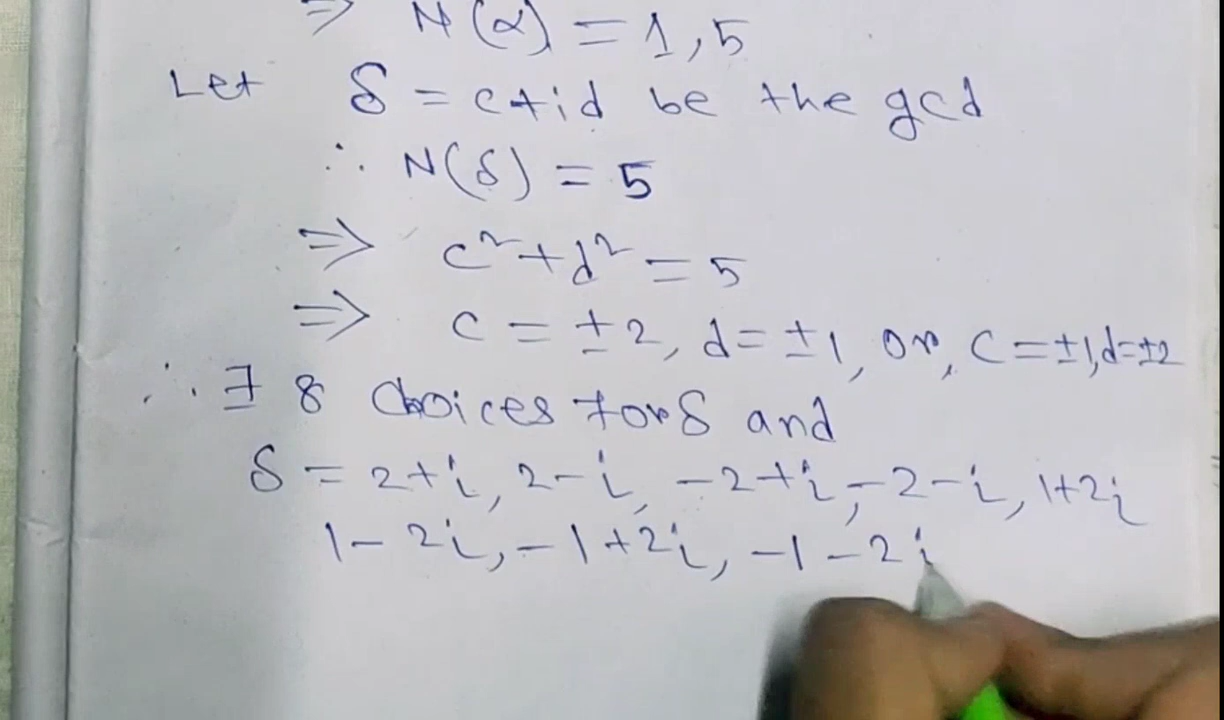 ⇒ N(α) = 1, 5
Let δ = c+id be the gcd
∴ N(δ) = 5
⇒ c²+d² = 5
⇒ c = ±2, d = ±1, or, c = ±1, d = ±2
∴ ∃ 8 choices for δ and
δ = 2+i, 2-i, -2+i, -2-i, 1+2i
1-2i, -1+2i, -1-2i